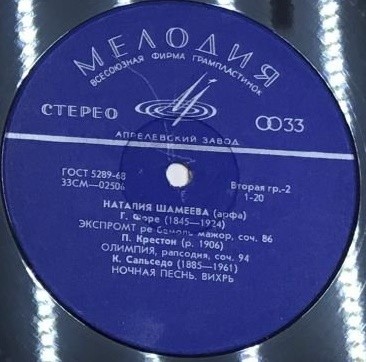 МЕЛОДИЯ
ВСЕСОЮЗНАЯ ФИРМА ГРАМПЛАСТИНОК
СТЕРЕО 33
АПРЕЛЕВСКИЙ ЗАВОД
ГОСТ 5289-68 Вторая гр.-2
33СМ—02506 1-20
НАТАЛИЯ ШАМЕЕВА (арфа)
Г. Форе (1845—1924)
ЭКСПРОМТ ре бемоль мажор, соч. 86
П. Крестон (р. 1906)
ОЛИМПИЯ, рапсодия, соч. 94
К. Сальседо (1885—1961)
НОЧНАЯ ПЕСНЬ, ВИХРЬ